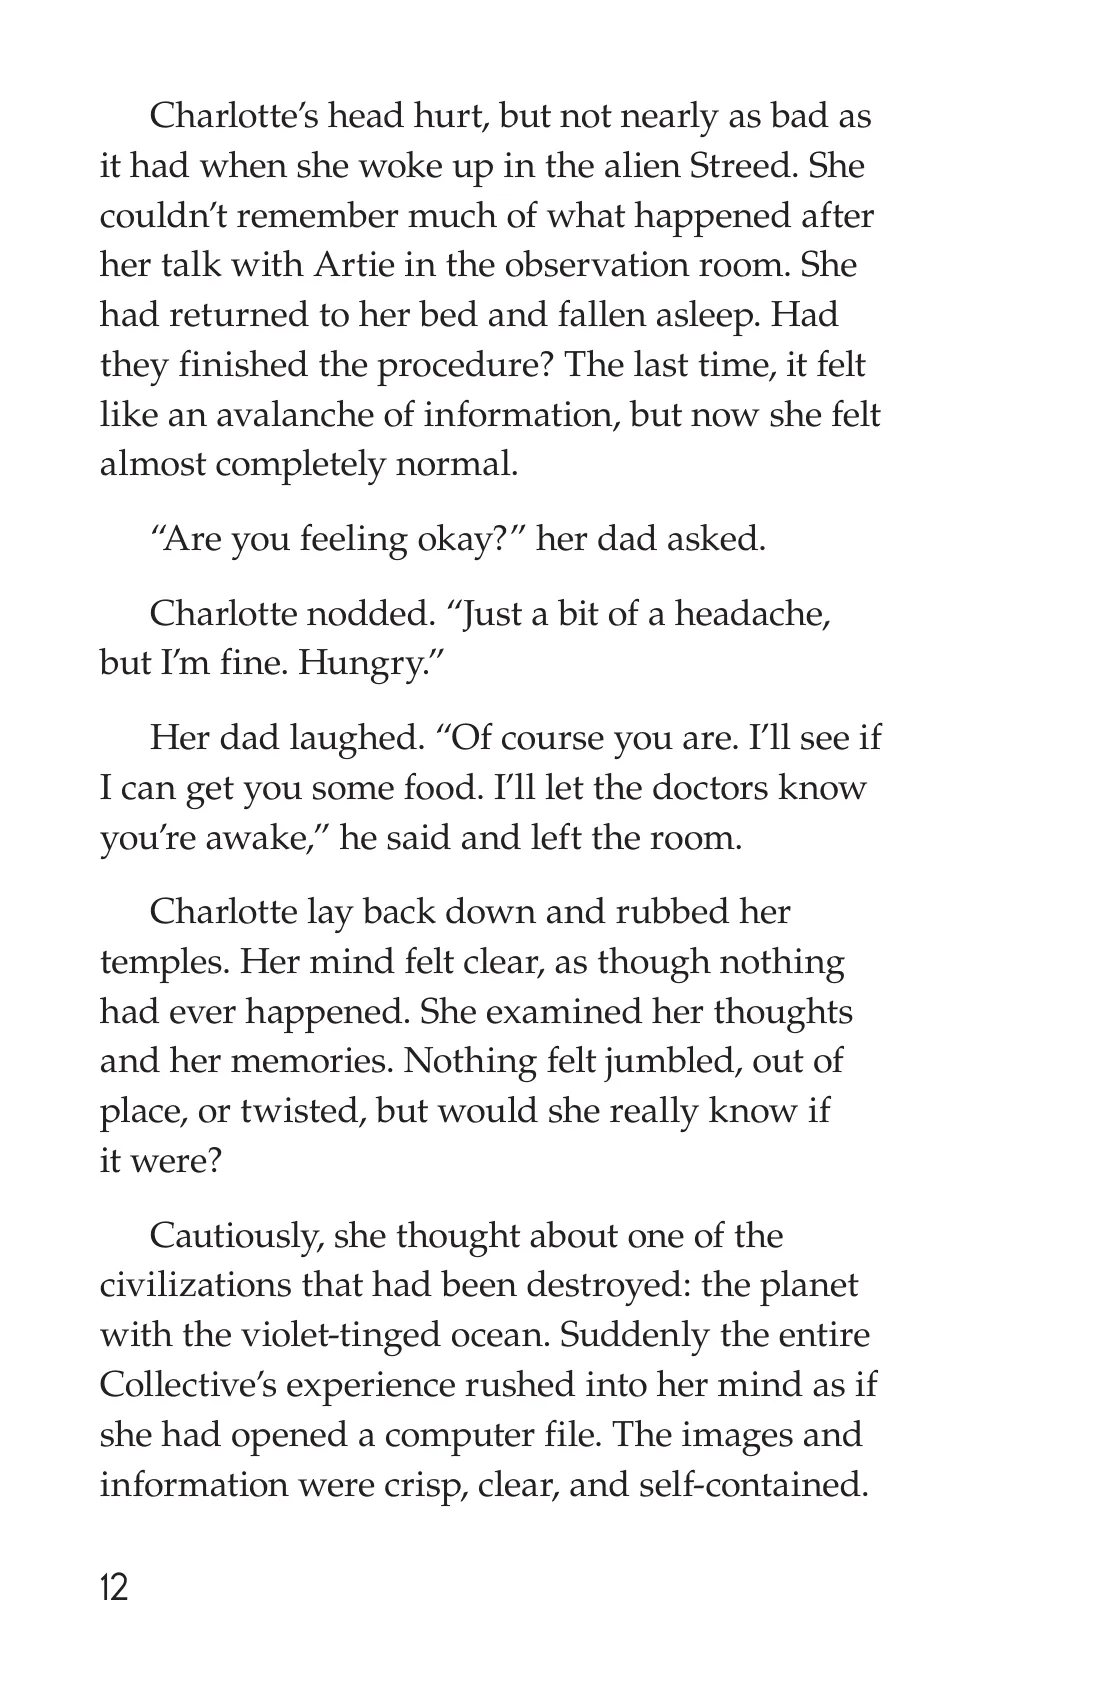 Charlotte’s head hurt, but not nearly as bad as
it had when she woke up in the alien Streed. She
couldn’t remember much of what happened after
her talk with Artie in the observation room. She
had returned to her bed and fallen asleep. Had
they finished the procedure? The last time, it felt
like an avalanche of information, but now she felt
almost completely normal.
“Are you feeling okay?” her dad asked.
Charlotte nodded. “Just a bit of a headache,
but I’m fine. Hungry.”
Her dad laughed. “Of course you are. I’ll see if
I can get you some food. I’ll let the doctors know
you’re awake,” he said and left the room.
Charlotte lay back down and rubbed her
temples. Her mind felt clear, as though nothing
had ever happened. She examined her thoughts
and her memories. Nothing felt jumbled, out of
place, or twisted, but would she really know if
it were?
Cautiously, she thought about one of the
civilizations that had been destroyed: the planet
with the violet-tinged ocean. Suddenly the entire
Collective’s experience rushed into her mind as if
she had opened a computer file. The images and
information were crisp, clear, and self-contained.
12